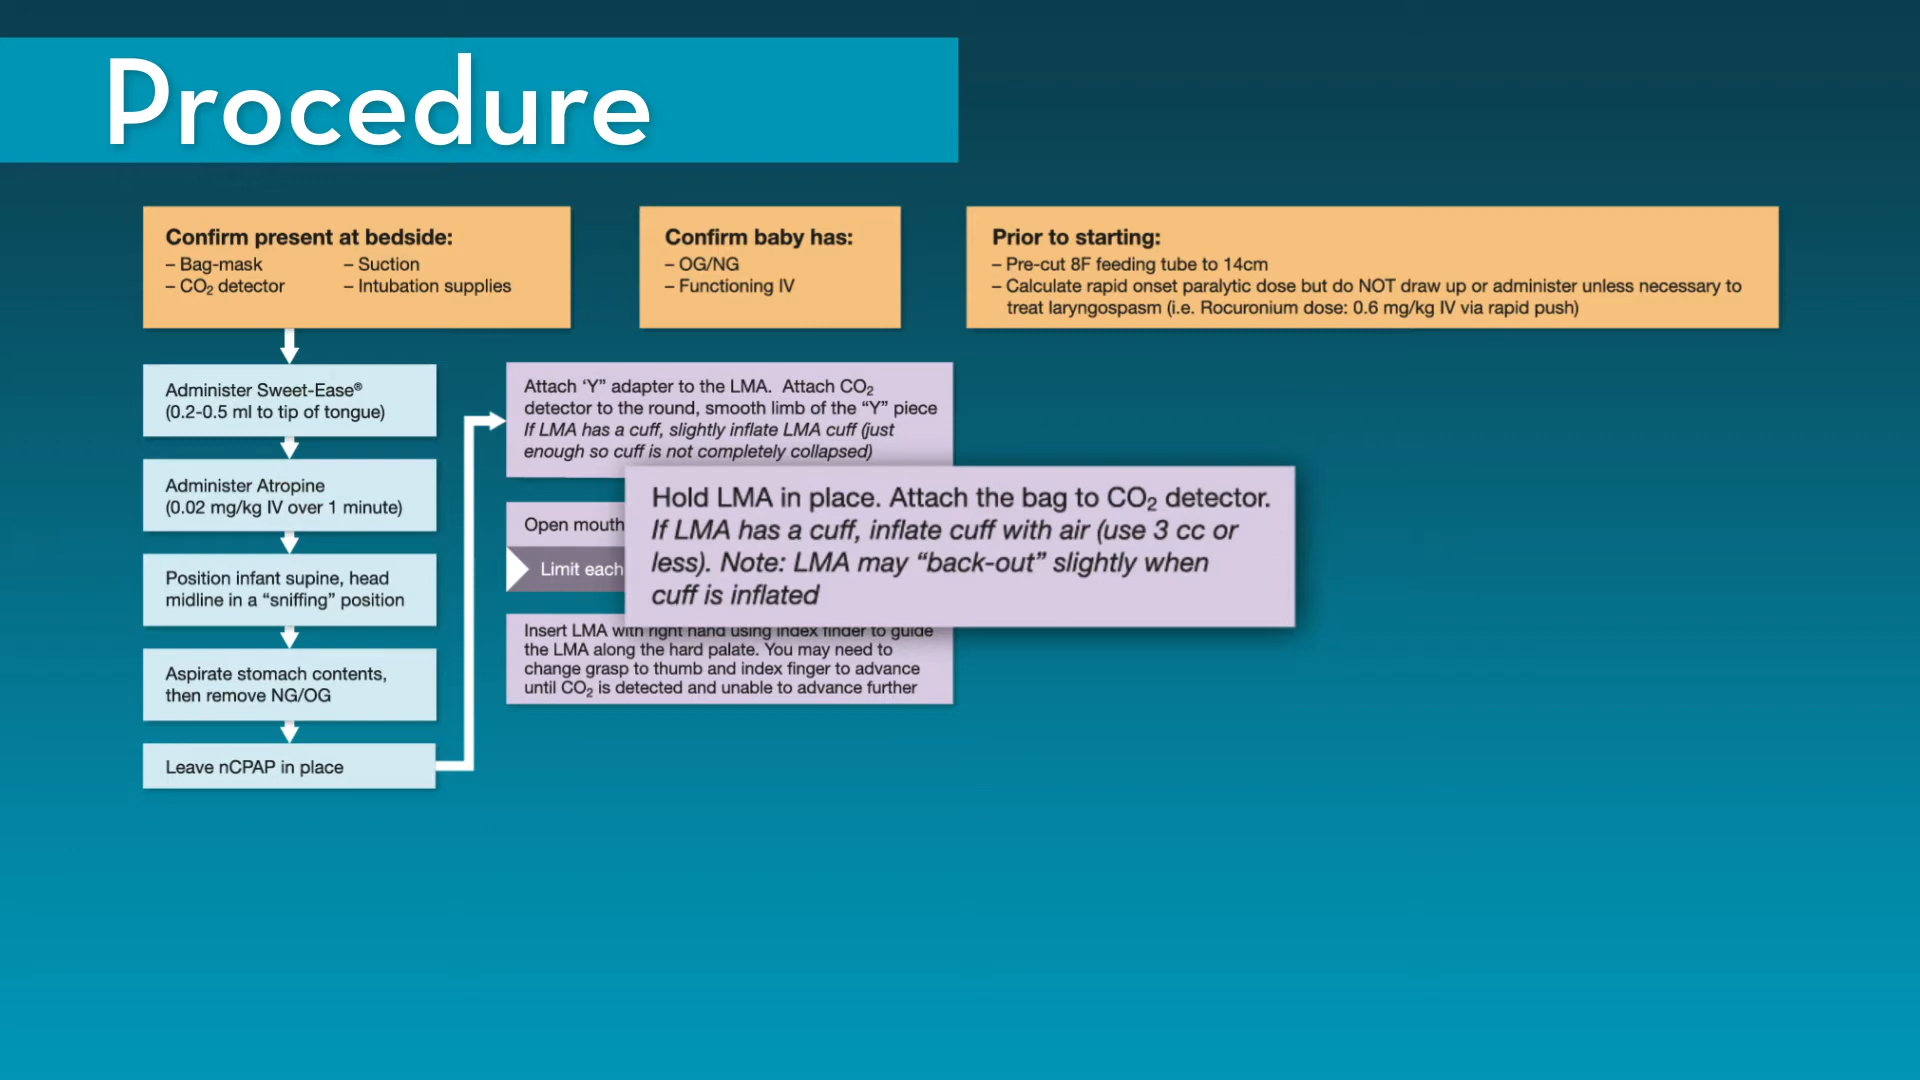 Procedure
Confirm present at bedside:
– Bag-mask
– CO₂ detector
– Suction
– Intubation supplies
Confirm baby has:
– OG/NG
– Functioning IV
Prior to starting:
– Pre-cut 8F feeding tube to 14cm
– Calculate rapid onset paralytic dose but do NOT draw up or administer unless necessary to
treat laryngospasm (i.e. Rocuronium dose: 0.6 mg/kg IV via rapid push)
Administer Sweet-Ease®
(0.2-0.5 ml to tip of tongue)
Administer Atropine
(0.02 mg/kg IV over 1 minute)
Position infant supine, head
midline in a “sniffing” position
Aspirate stomach contents,
then remove NG/OG
Leave nCPAP in place
Attach ‘Y” adapter to the LMA. Attach CO₂
detector to the round, smooth limb of the “Y” piece
If LMA has a cuff, slightly inflate LMA cuff (just
enough so cuff is not completely collapsed)
Open mouth
Limit each
Hold LMA in place. Attach the bag to CO₂ detector.
If LMA has a cuff, inflate cuff with air (use 3 cc or
less). Note: LMA may “back-out” slightly when
cuff is inflated
Insert LMA with right hand using index finger to guide
the LMA along the hard palate. You may need to
change grasp to thumb and index finger to advance
until CO₂ is detected and unable to advance further